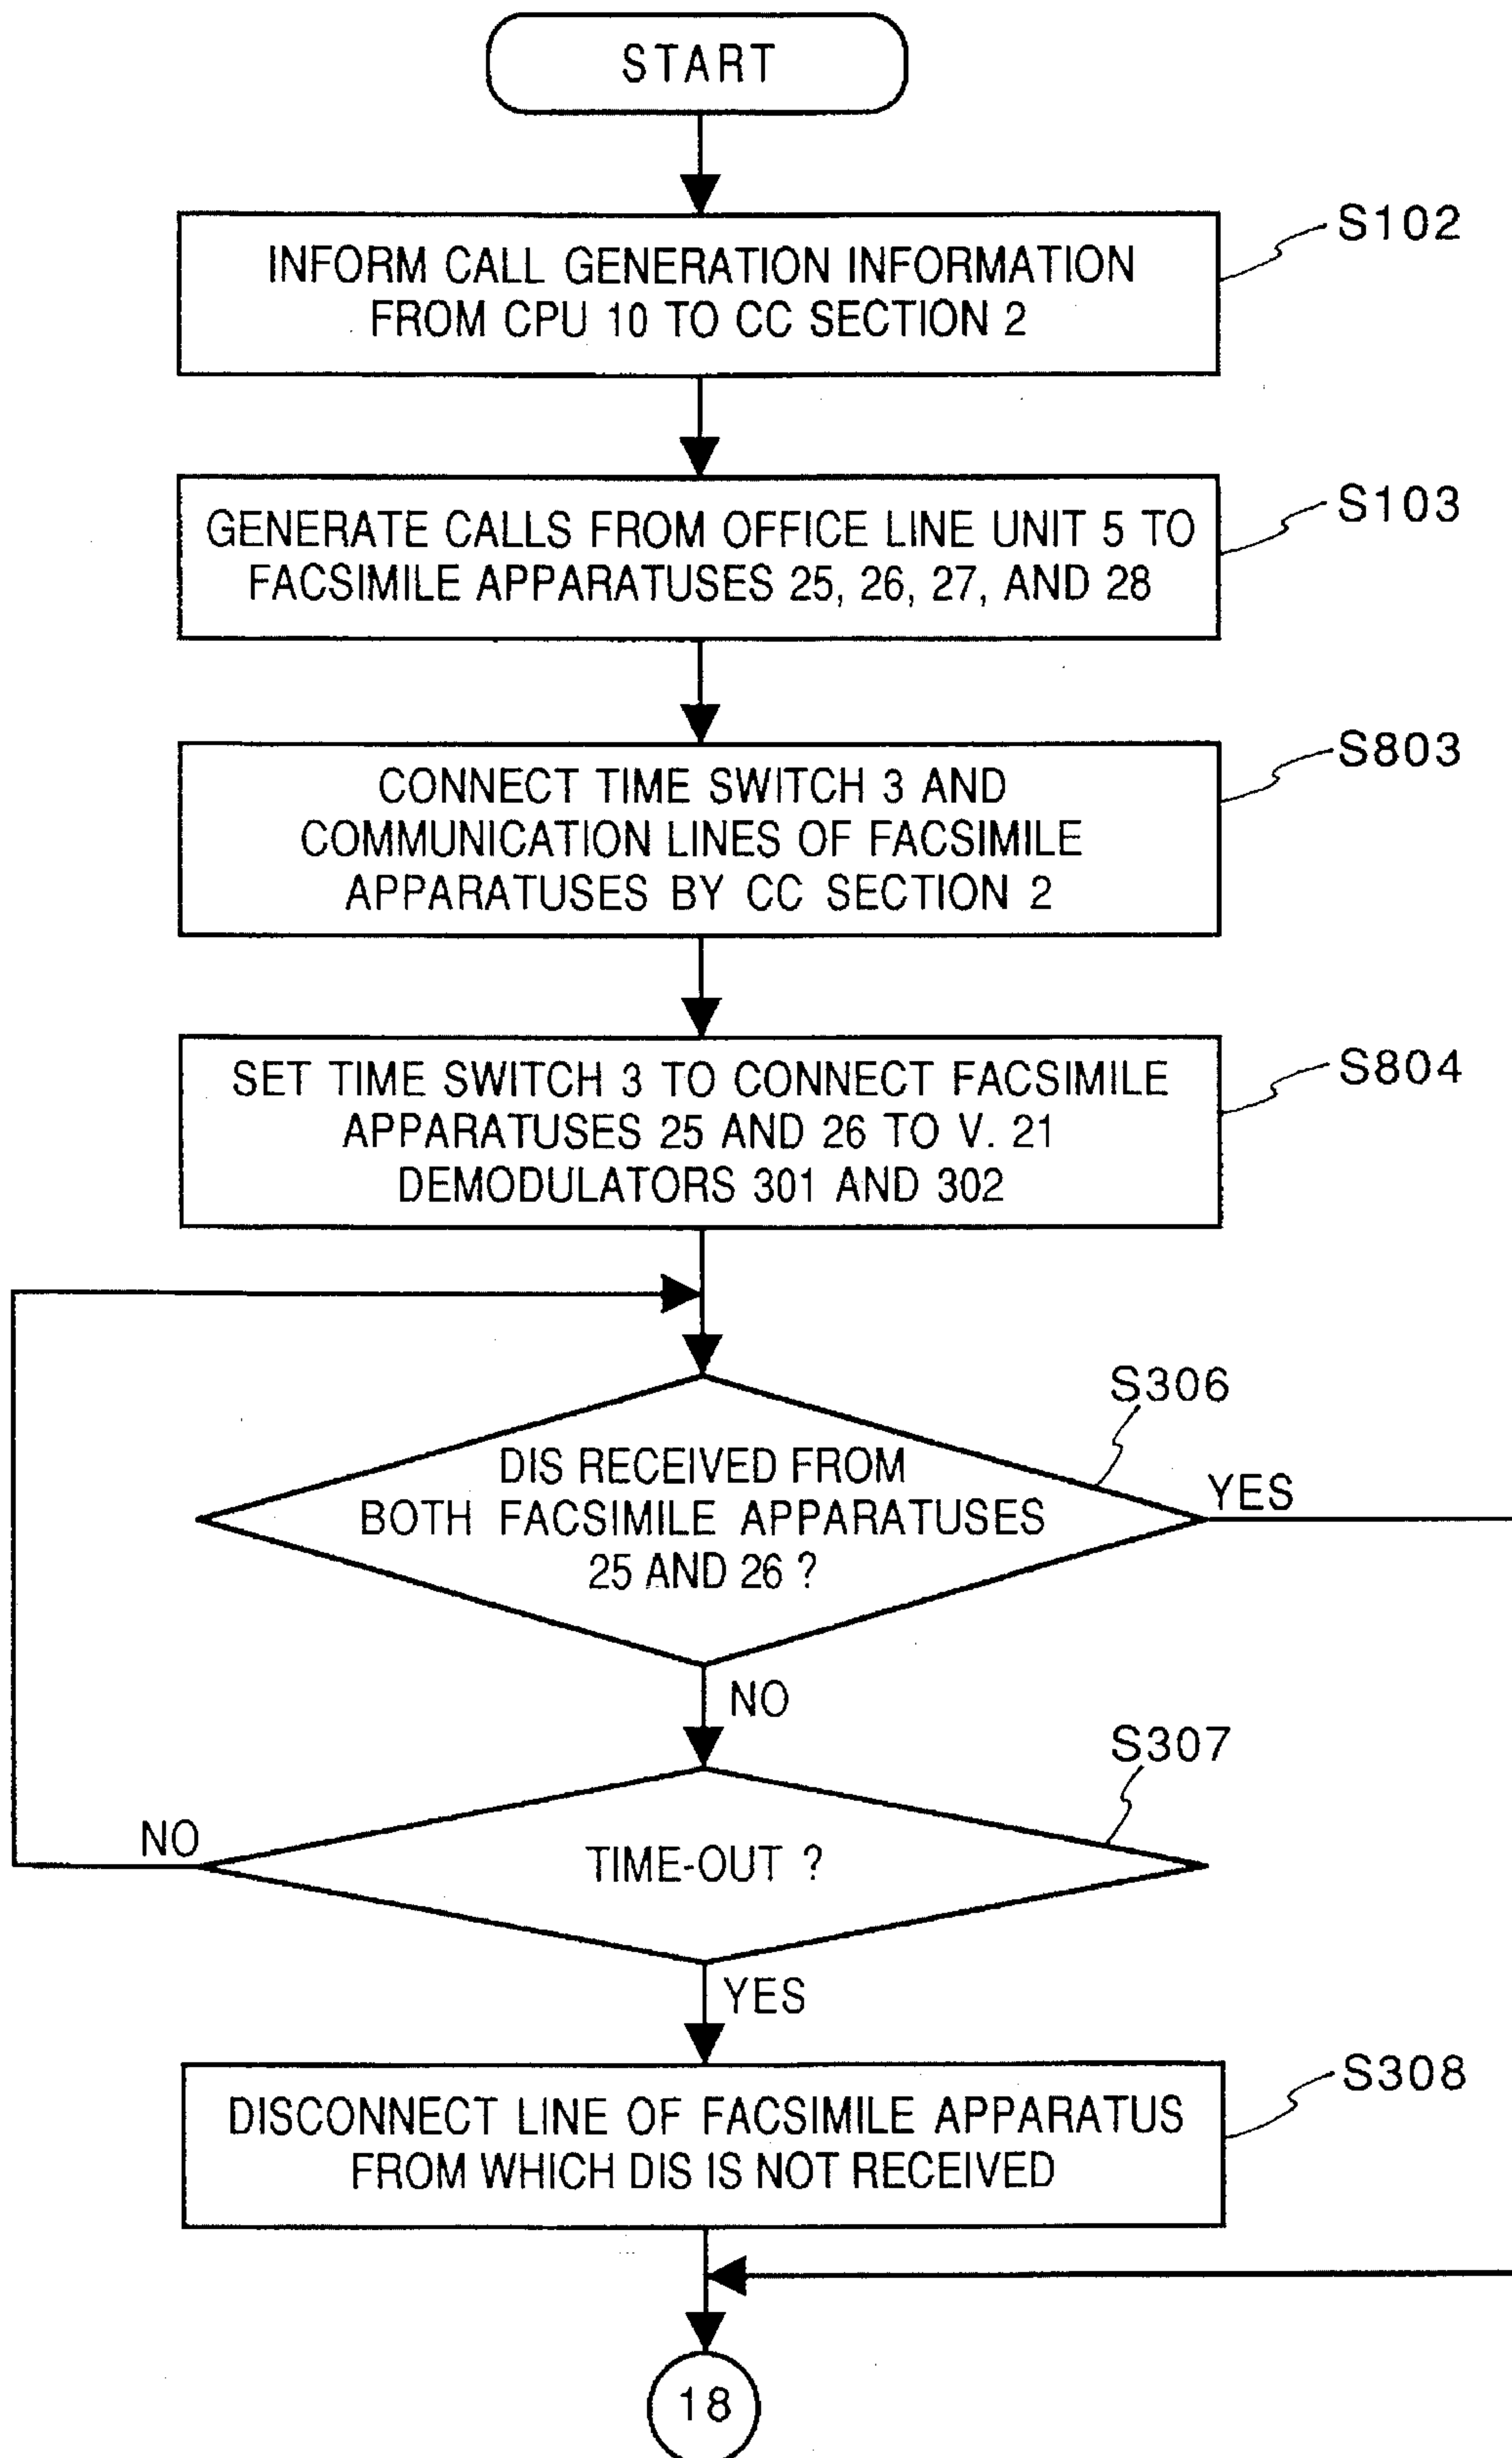 START
S102
INFORM CALL GENERATION INFORMATION
FROM CPU 10 TO CC SECTION 2
S103
GENERATE CALLS FROM OFFICE LINE UNIT 5 TO
FACSIMILE APPARATUSES 25, 26, 27, AND 28
S803
CONNECT TIME SWITCH 3 AND
COMMUNICATION LINES OF FACSIMILE
APPARATUSES BY CC SECTION 2
S804
SET TIME SWITCH 3 TO CONNECT FACSIMILE
APPARATUSES 25 AND 26 TO V. 21
DEMODULATORS 301 AND 302
S306
DIS RECEIVED FROM
BOTH FACSIMILE APPARATUSES
25 AND 26 ?
YES
NO
S307
TIME-OUT ?
NO
YES
S308
DISCONNECT LINE OF FACSIMILE APPARATUS
FROM WHICH DIS IS NOT RECEIVED
18